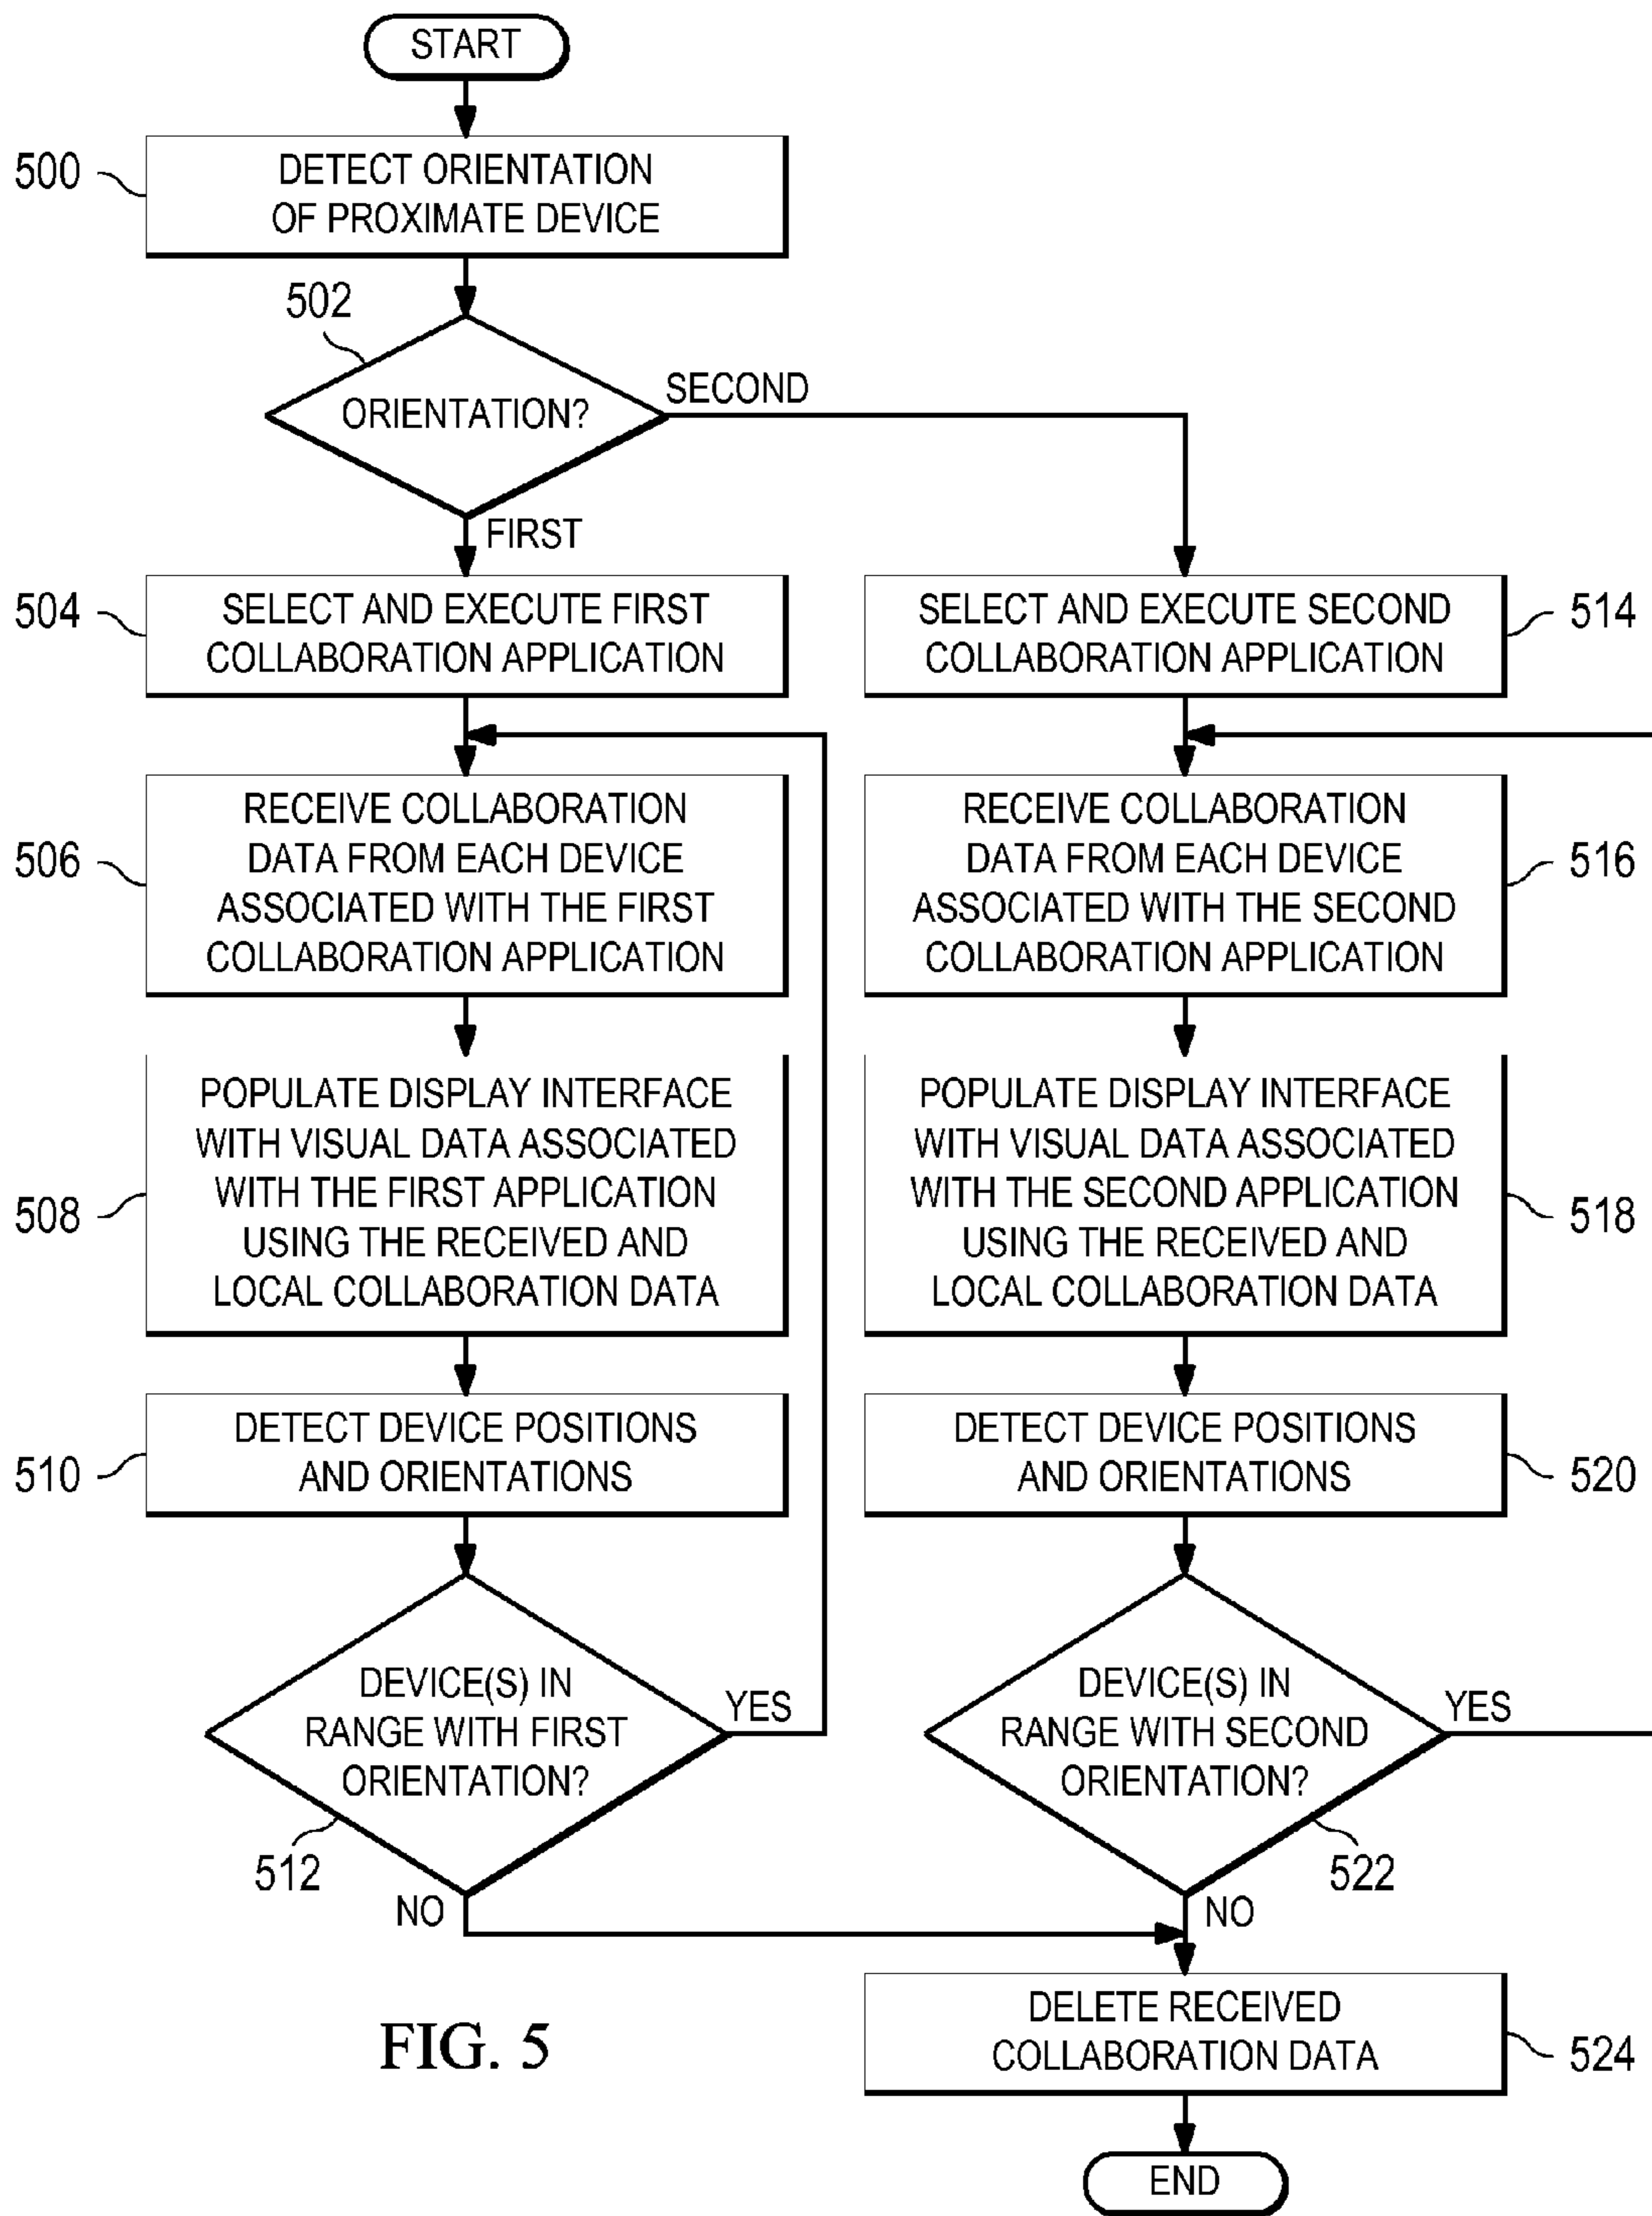 START
500
DETECT ORIENTATION
OF PROXIMATE DEVICE
502
ORIENTATION?
SECOND
FIRST
504
SELECT AND EXECUTE FIRST
COLLABORATION APPLICATION
SELECT AND EXECUTE SECOND
COLLABORATION APPLICATION
514
506
RECEIVE COLLABORATION
DATA FROM EACH DEVICE
ASSOCIATED WITH THE FIRST
COLLABORATION APPLICATION
RECEIVE COLLABORATION
DATA FROM EACH DEVICE
ASSOCIATED WITH THE SECOND
COLLABORATION APPLICATION
516
508
POPULATE DISPLAY INTERFACE
WITH VISUAL DATA ASSOCIATED
WITH THE FIRST APPLICATION
USING THE RECEIVED AND
LOCAL COLLABORATION DATA
POPULATE DISPLAY INTERFACE
WITH VISUAL DATA ASSOCIATED
WITH THE SECOND APPLICATION
USING THE RECEIVED AND
LOCAL COLLABORATION DATA
518
510
DETECT DEVICE POSITIONS
AND ORIENTATIONS
DETECT DEVICE POSITIONS
AND ORIENTATIONS
520
DEVICE(S) IN
RANGE WITH FIRST
ORIENTATION?
YES
512
NO
DEVICE(S) IN
RANGE WITH SECOND
ORIENTATION?
YES
522
NO
DELETE RECEIVED
COLLABORATION DATA
524
FIG. 5
END